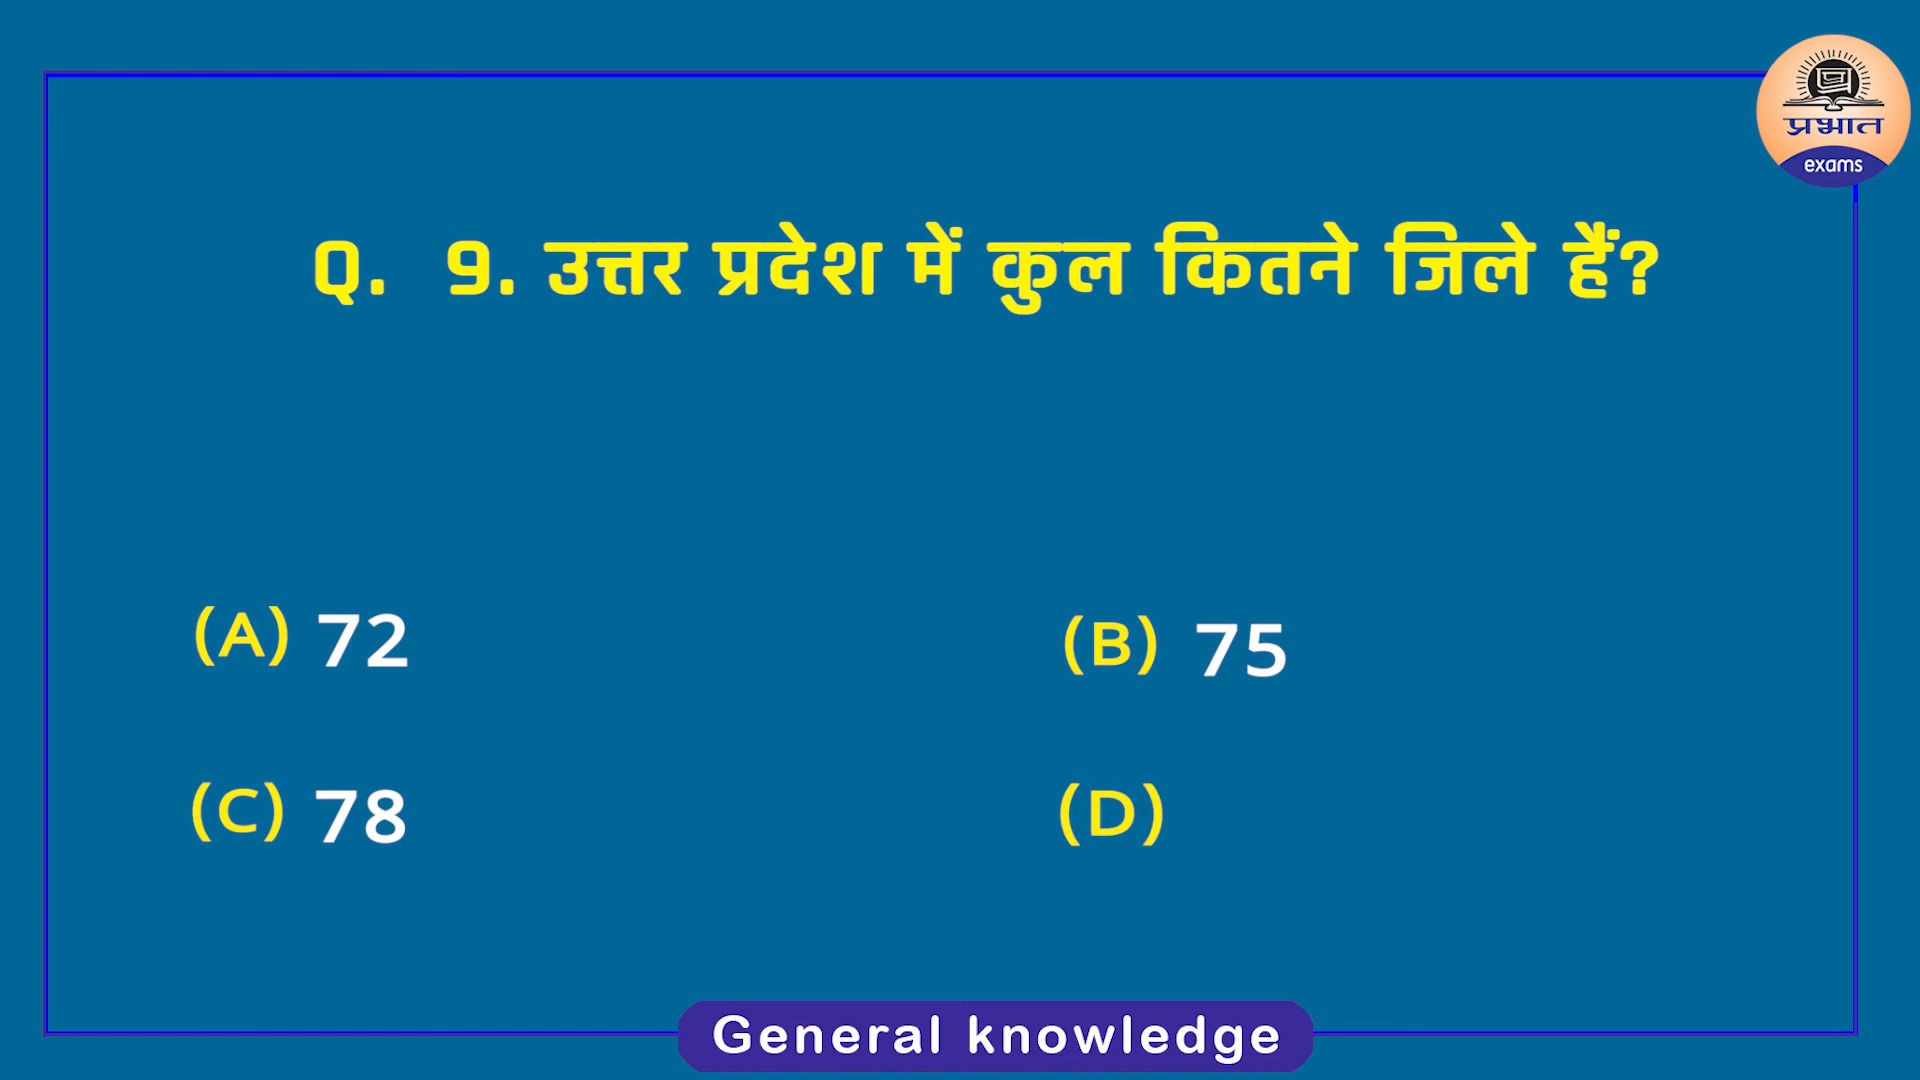 प्रभात
exams
Q. 9. उत्तर प्रदेश में कुल कितने जिले हैं?
(A) 72
(B) 75
(C) 78
(D)
General knowledge